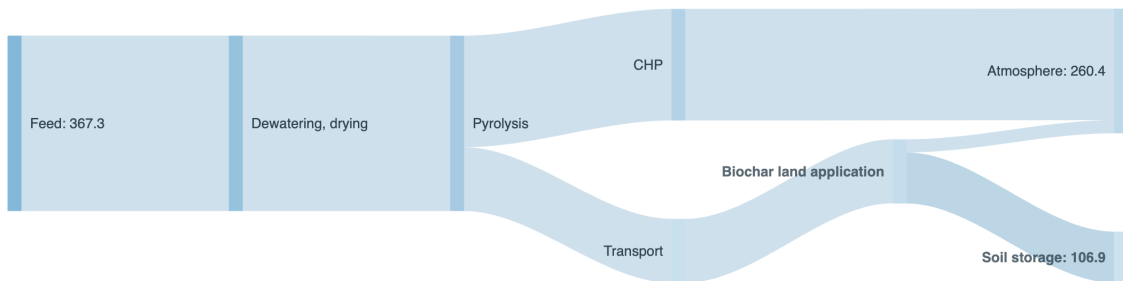 Feed: 367.3
Dewatering, drying
Pyrolysis
CHP
Atmosphere: 260.4
Biochar land application
Transport
Soil storage: 106.9